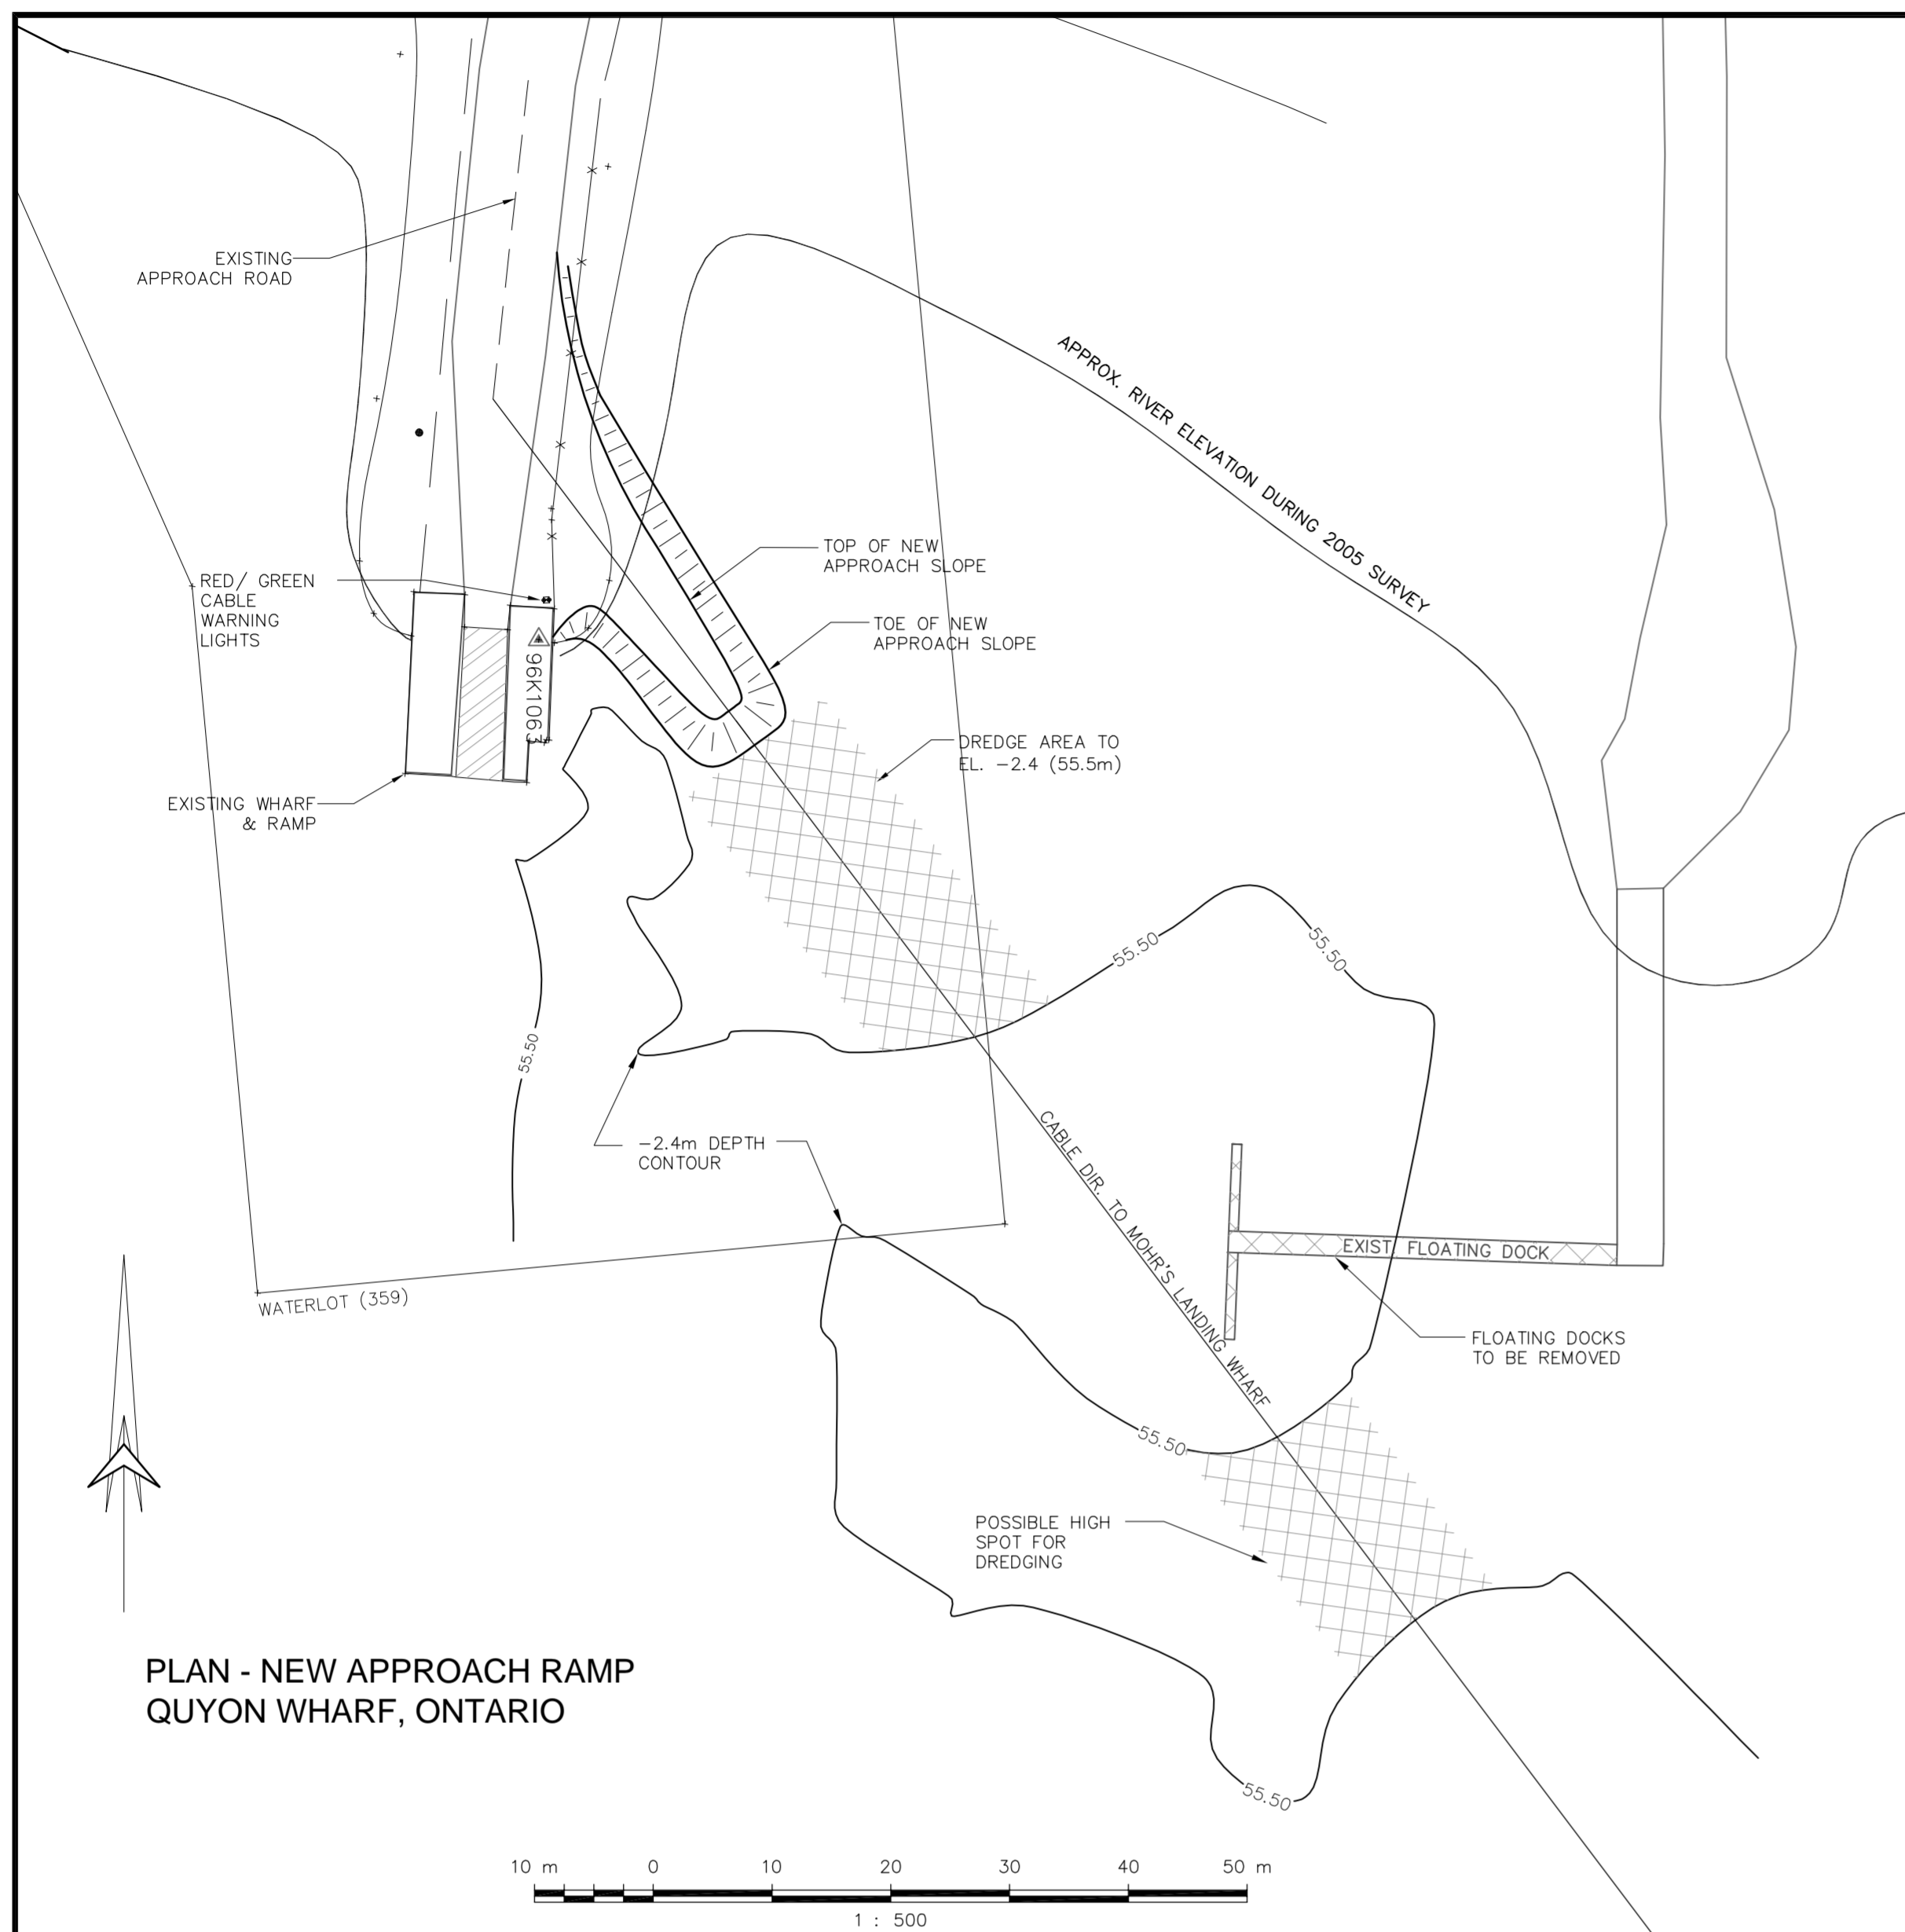 EXISTING
APPROACH ROAD
APPROX. RIVER ELEVATION DURING 2005 SURVEY
TOP OF NEW
APPROACH SLOPE
RED/ GREEN
CABLE
WARNING
LIGHTS
TOE OF NEW
APPROACH SLOPE
96K1063
DREDGE AREA TO
EL. -2.4 (55.5m)
EXISTING WHARF
& RAMP
55.50
55.50
55.50
-2.4m DEPTH
CONTOUR
CABLE DIR. TO MOHR'S LANDING WHARF
EXIST. FLOATING DOCK
WATERLOT (359)
FLOATING DOCKS
TO BE REMOVED
55.50
POSSIBLE HIGH
SPOT FOR
DREDGING
PLAN - NEW APPROACH RAMP
QUYON WHARF, ONTARIO
55.50
10 m 0 10 20 30 40 50 m
1 : 500